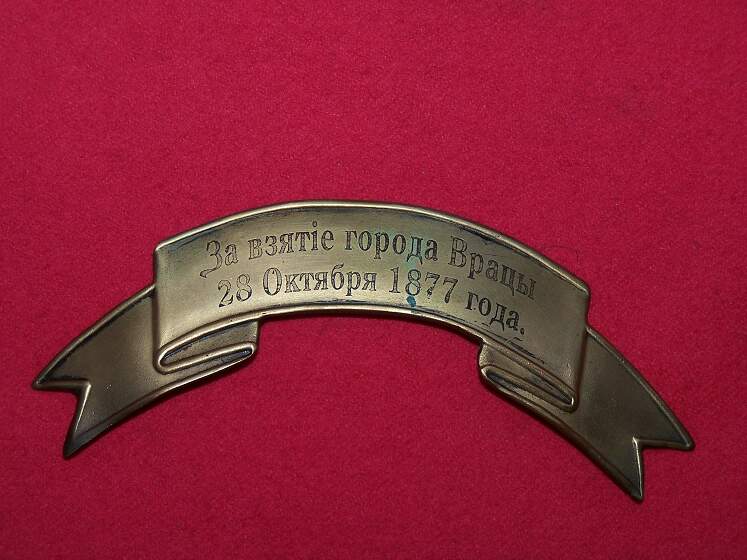 За взятіе города Врацы
28 Октября 1877 года.